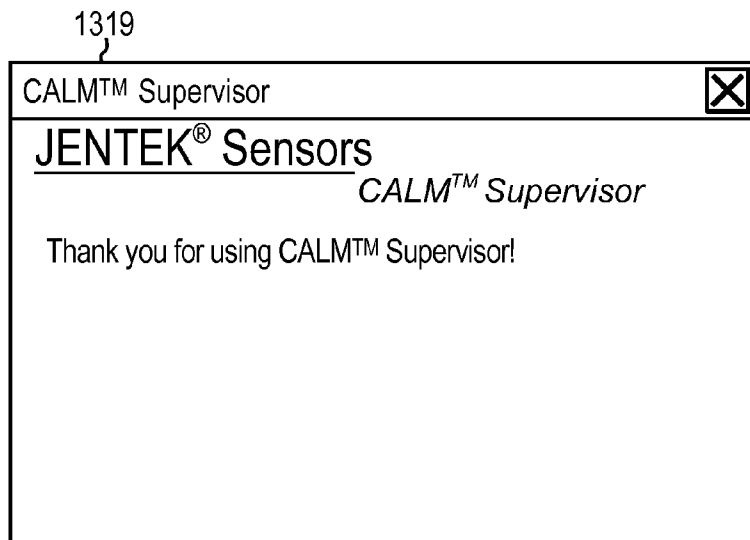 1319
CALM™ Supervisor
JENTEK® Sensors
CALM™ Supervisor
Thank you for using CALM™ Supervisor!